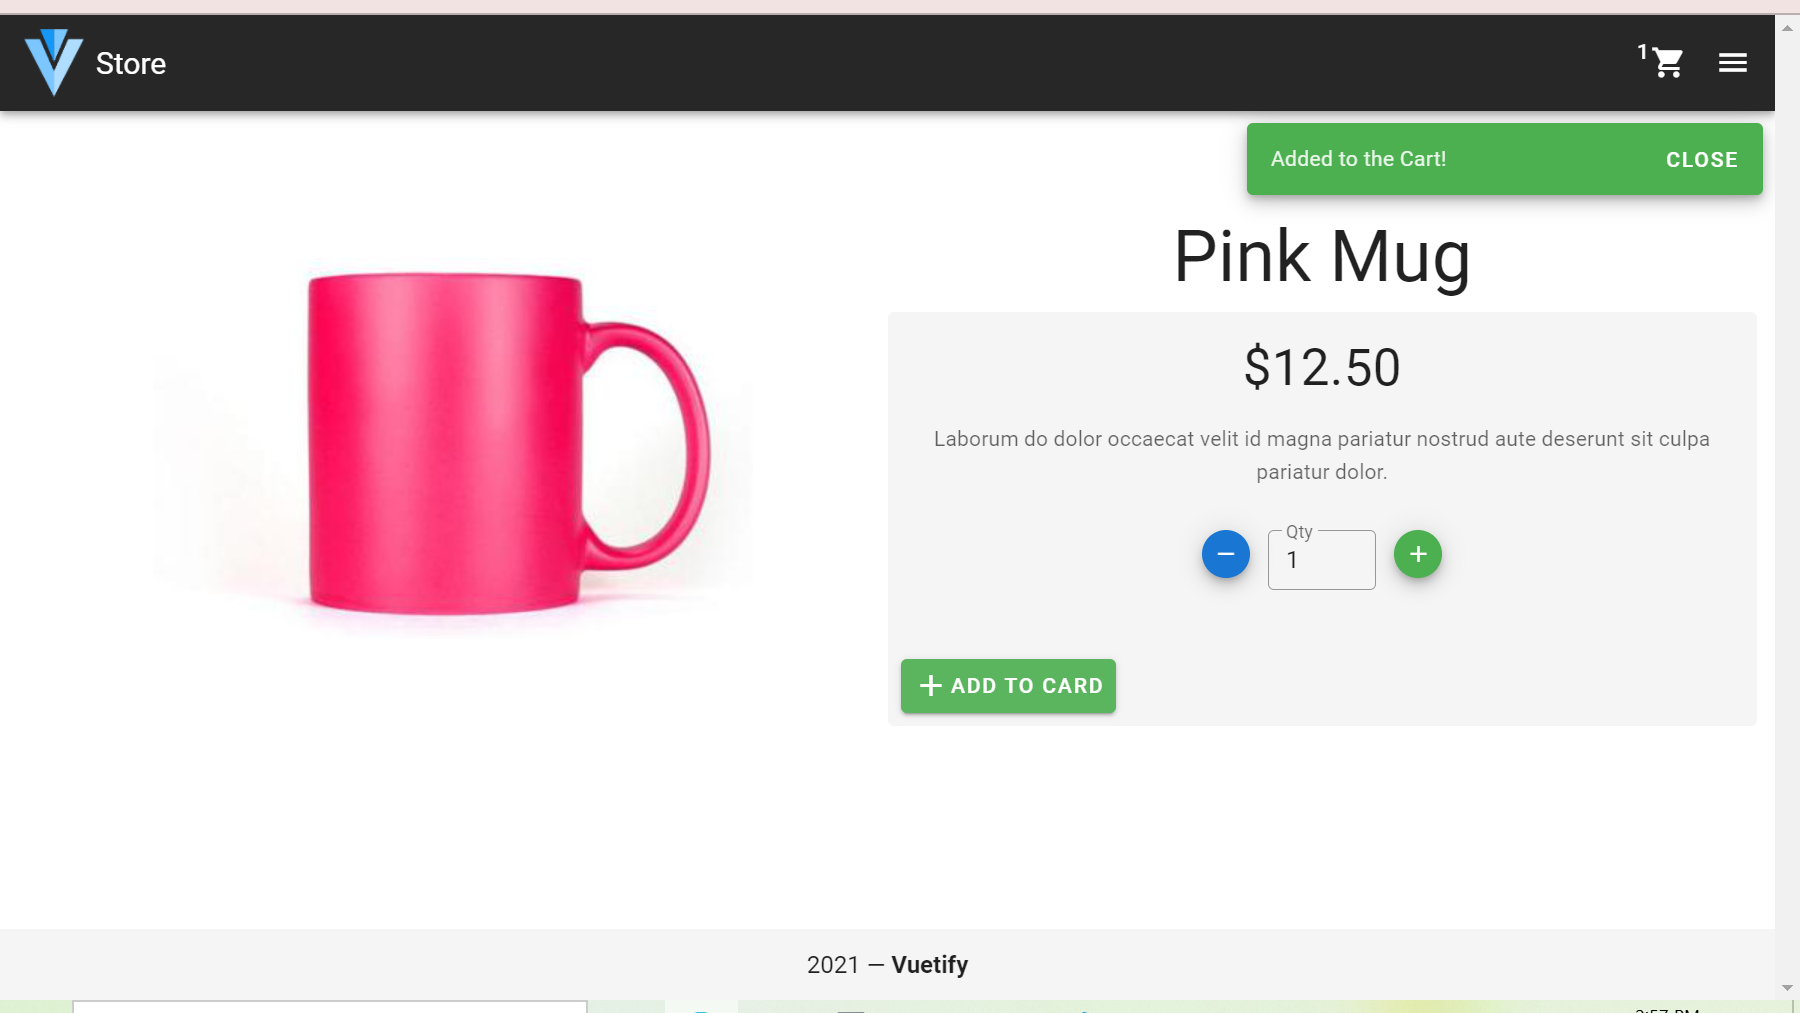 Store
1
Added to the Cart!
CLOSE
Pink Mug
$12.50
Laborum do dolor occaecat velit id magna pariatur nostrud aute deserunt sit culpa
pariatur dolor.
Qty
1
ADD TO CARD
2021 — Vuetify